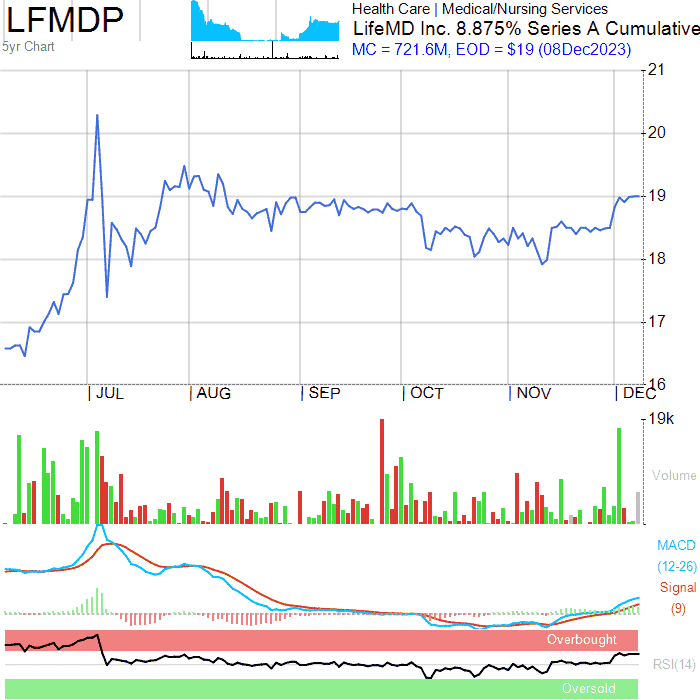 LFMDP
5yr Chart
Health Care | Medical/Nursing Services
LifeMD Inc. 8.875% Series A Cumulative
MC = 721.6M, EOD = $19 (08Dec2023)
21
20
19
18
17
16
JUL AUG SEP OCT NOV DEC
19k
Volume
MACD
(12-26)
Signal
(9)
Overbought
RSI(14)
Oversold